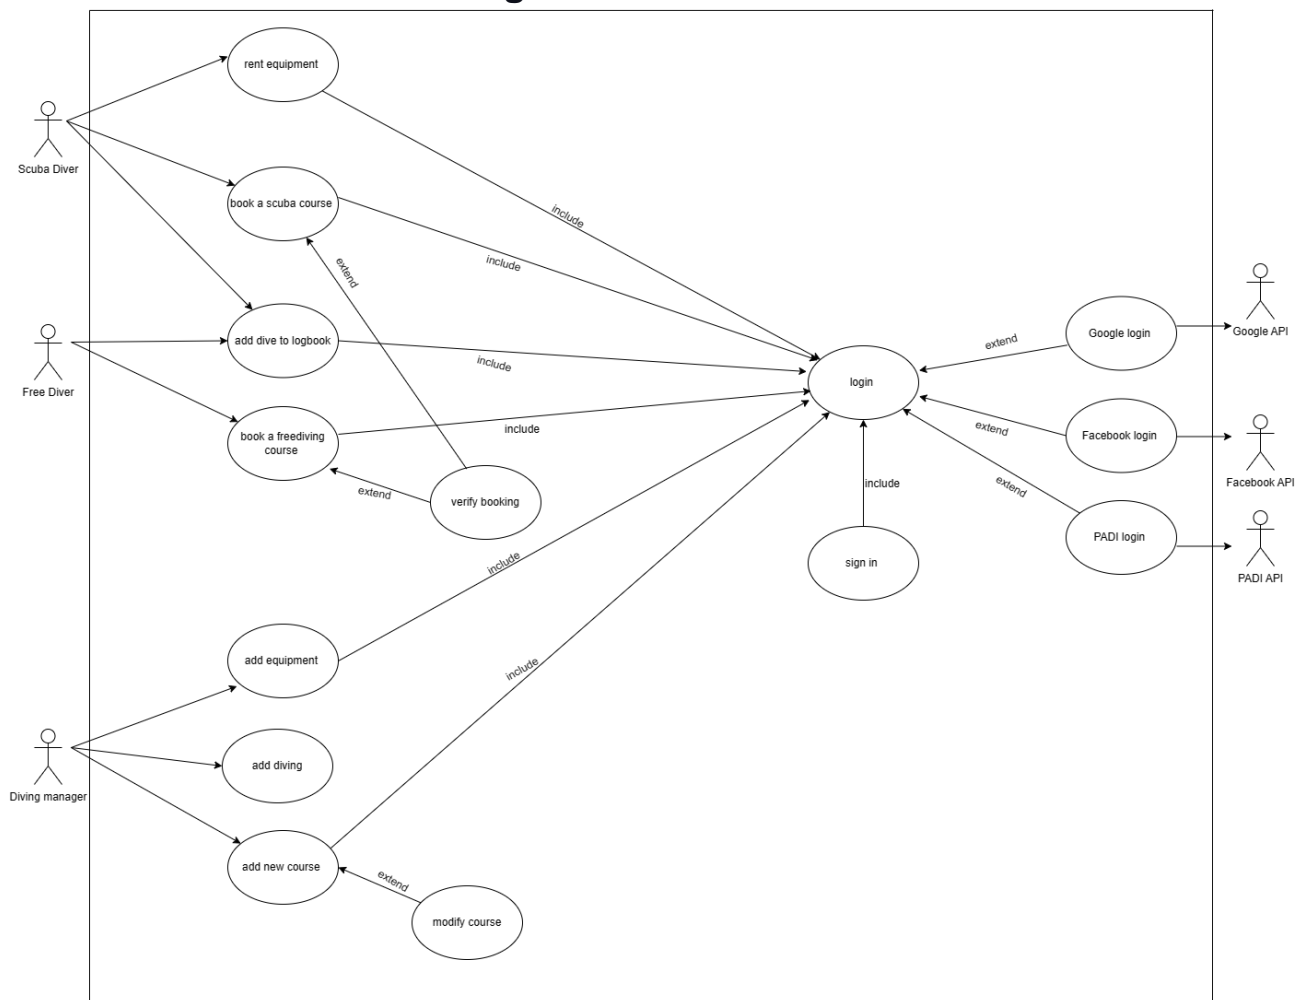 g
rent equipment
Scuba Diver
book a scuba course
include
include
extend
Google API
Google login
extend
add dive to logbook
Free Diver
include
login
book a freediving
course
include
extend
Facebook login
Facebook API
extend
verify booking
include
extend
PADI login
sign in
PADI API
include
add equipment
include
add diving
Diving manager
add new course
extend
modify course